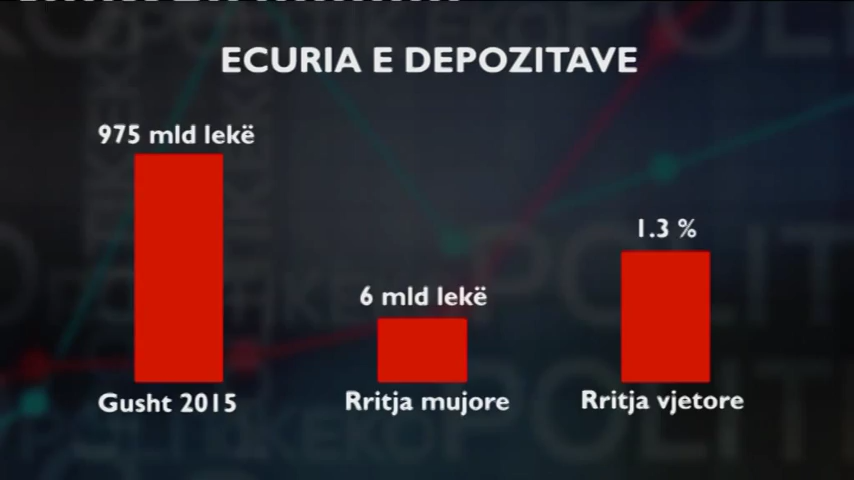 ECURIA E DEPOZITAVE
975 mld lekë
6 mld lekë
1.3 %
Gusht 2015
Rritja mujore
Rritja vjetore